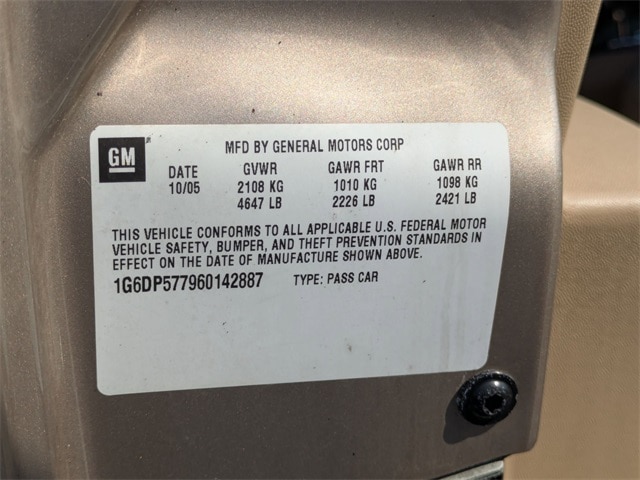 GM
MFD BY GENERAL MOTORS CORP
DATE GVWR GAWR FRT GAWR RR
10/05 2108 KG 1010 KG 1098 KG
4647 LB 2226 LB 2421 LB
THIS VEHICLE CONFORMS TO ALL APPLICABLE U.S. FEDERAL MOTOR
VEHICLE SAFETY, BUMPER, AND THEFT PREVENTION STANDARDS IN
EFFECT ON THE DATE OF MANUFACTURE SHOWN ABOVE.
1G6DP577960142887 TYPE: PASS CAR